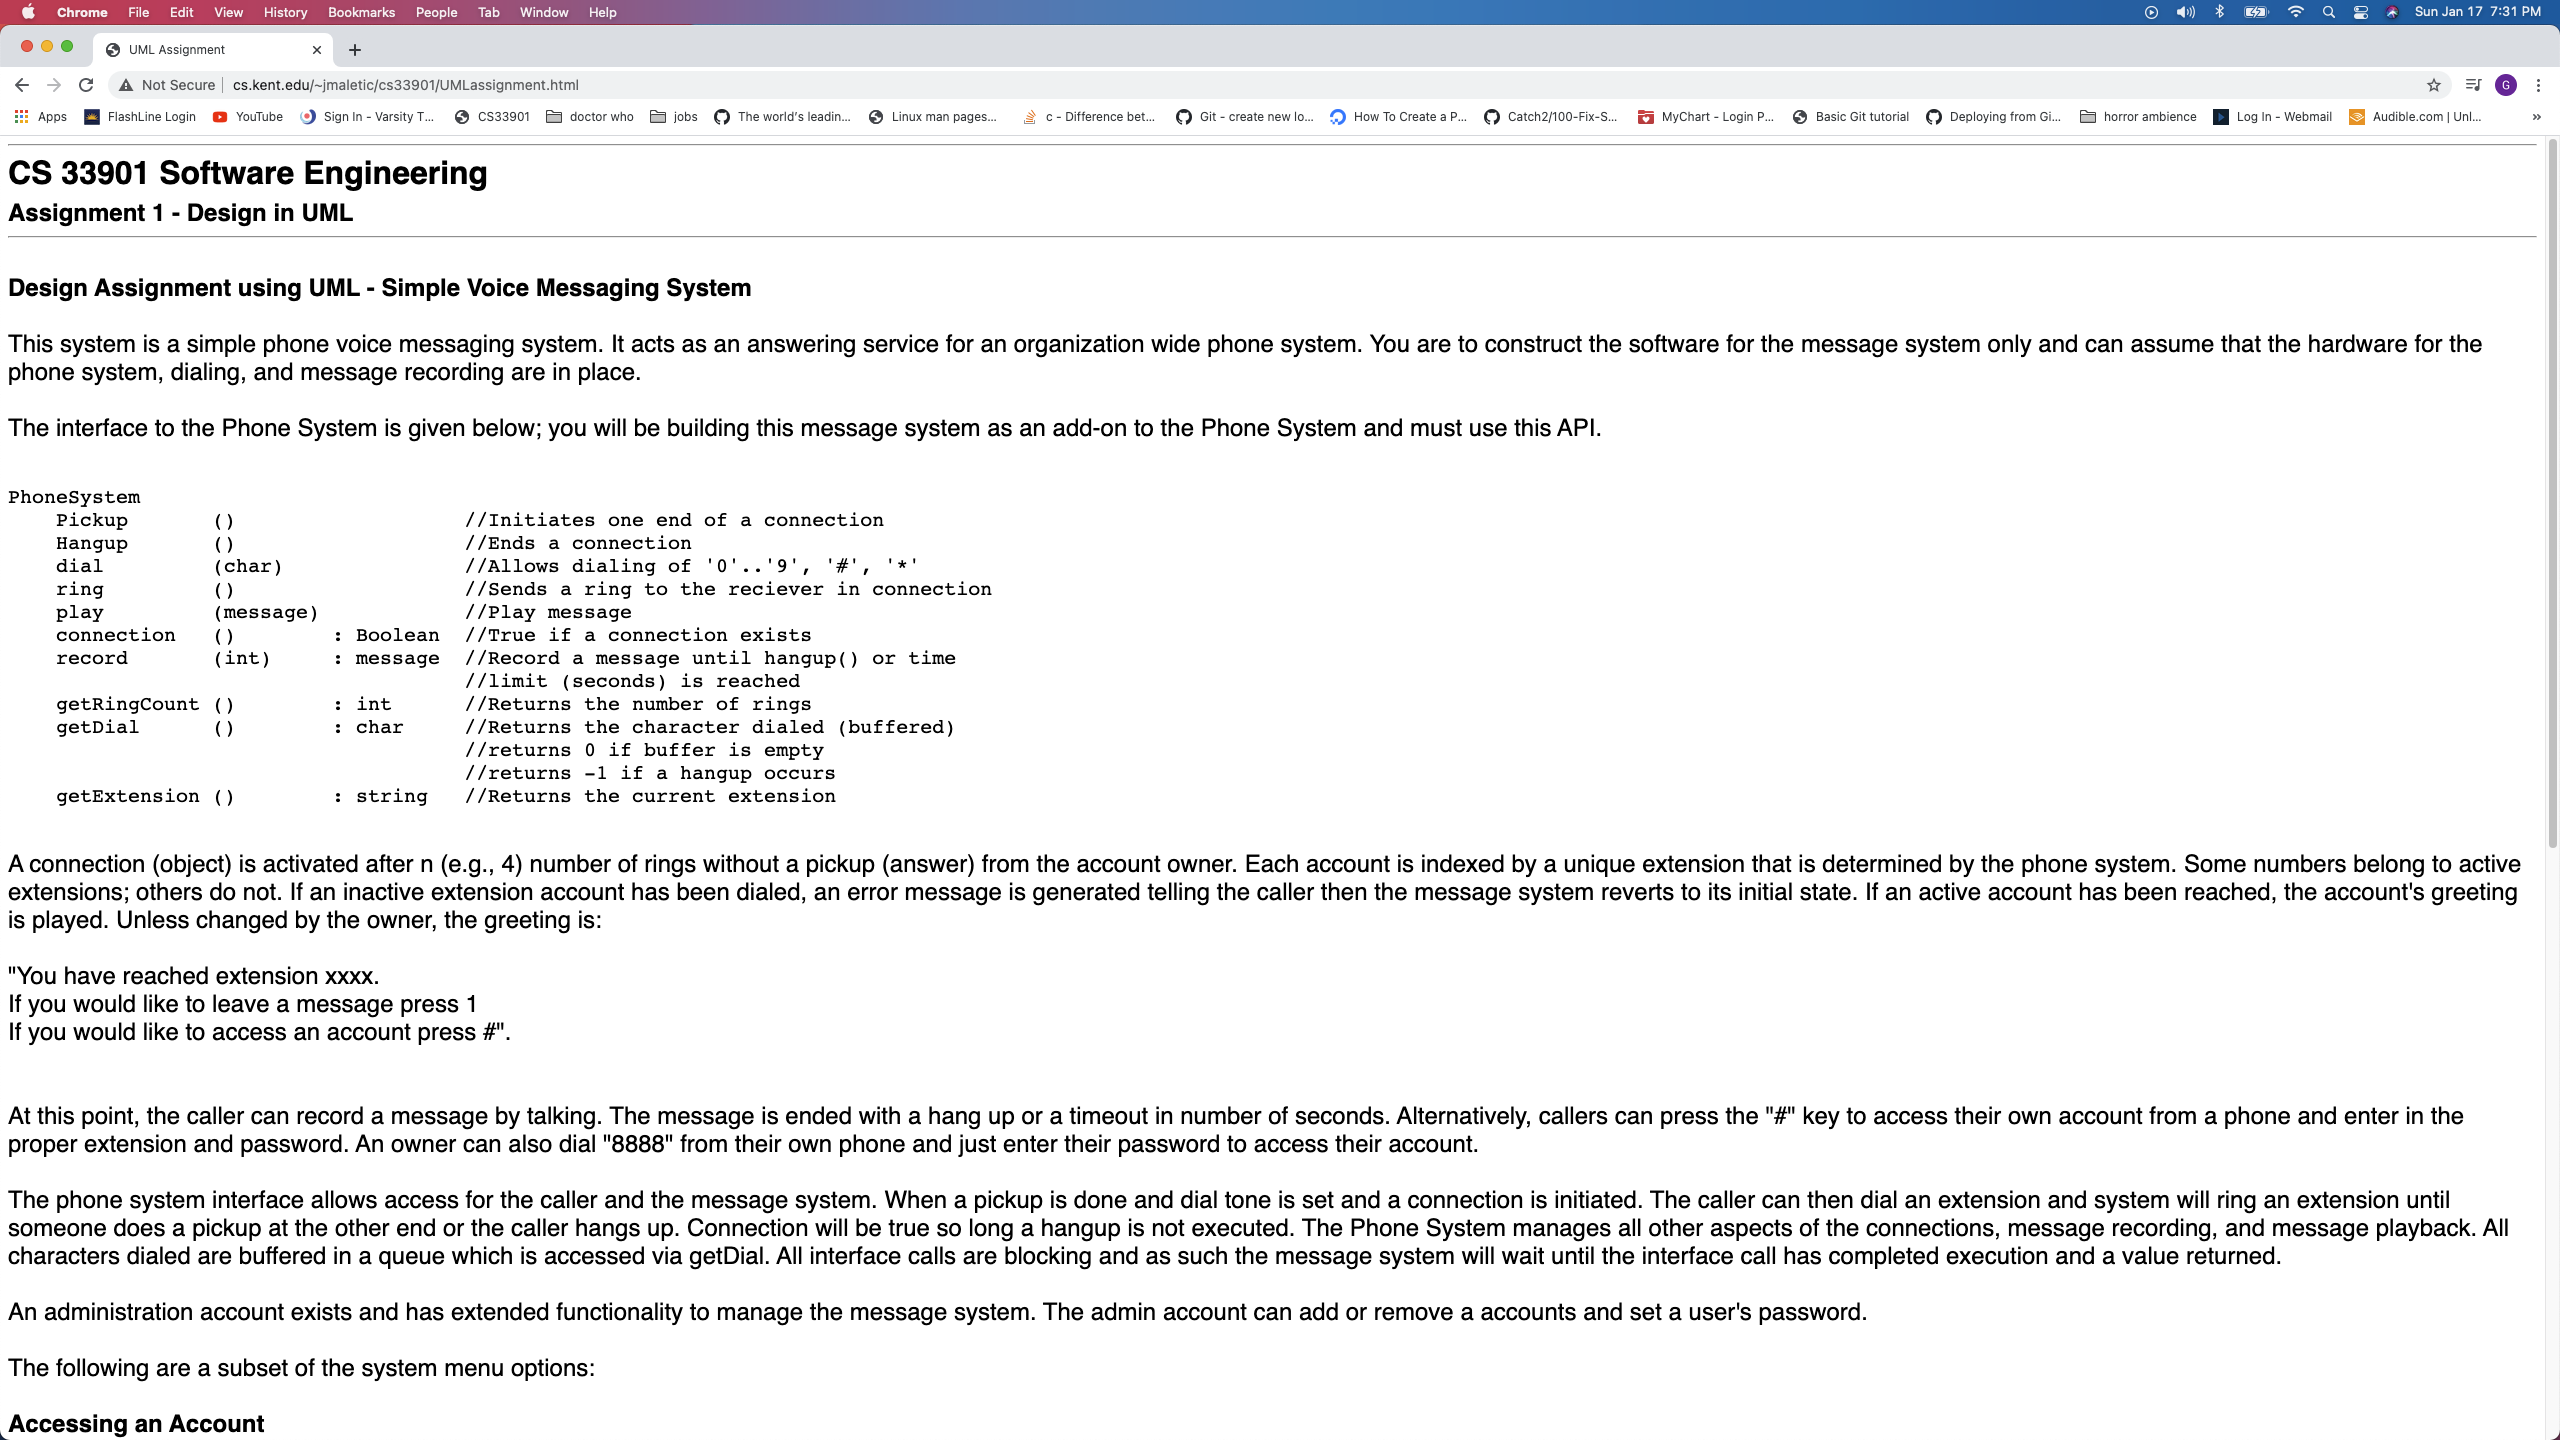 Chrome File Edit View History Bookmarks People Tab Window Help Sun Jan 17 7:31 PM
UML Assignment
Not Secure cs.kent.edu/~jmaletic/cs33901/UMLassignment.html G
Apps FlashLine Login YouTube Sign In - Varsity T... CS33901 doctor who jobs The world's leadin... Linux man pages... c - Difference bet... Git - create new lo... How To Create a P... Catch2/100-Fix-S... MyChart - Login P... Basic Git tutorial Deploying from Gi... horror ambience Log In - Webmail Audible.com | Unl... »
CS 33901 Software Engineering
Assignment 1 - Design in UML
Design Assignment using UML - Simple Voice Messaging System
This system is a simple phone voice messaging system. It acts as an answering service for an organization wide phone system. You are to construct the software for the message system only and can assume that the hardware for the
phone system, dialing, and message recording are in place.
The interface to the Phone System is given below; you will be building this message system as an add-on to the Phone System and must use this API.
PhoneSystem
Pickup () //Initiates one end of a connection
Hangup () //Ends a connection
dial (char) //Allows dialing of '0'..'9', '#', '*'
ring () //Sends a ring to the reciever in connection
play (message) //Play message
connection () : Boolean //True if a connection exists
record (int) : message //Record a message until hangup() or time
//limit (seconds) is reached
getRingCount () : int //Returns the number of rings
getDial () : char //Returns the character dialed (buffered)
//returns 0 if buffer is empty
//returns -1 if a hangup occurs
getExtension () : string //Returns the current extension
A connection (object) is activated after n (e.g., 4) number of rings without a pickup (answer) from the account owner. Each account is indexed by a unique extension that is determined by the phone system. Some numbers belong to active
extensions; others do not. If an inactive extension account has been dialed, an error message is generated telling the caller then the message system reverts to its initial state. If an active account has been reached, the account's greeting
is played. Unless changed by the owner, the greeting is:
"You have reached extension xxxx.
If you would like to leave a message press 1
If you would like to access an account press #".
At this point, the caller can record a message by talking. The message is ended with a hang up or a timeout in number of seconds. Alternatively, callers can press the "#" key to access their own account from a phone and enter in the
proper extension and password. An owner can also dial "8888" from their own phone and just enter their password to access their account.
The phone system interface allows access for the caller and the message system. When a pickup is done and dial tone is set and a connection is initiated. The caller can then dial an extension and system will ring an extension until
someone does a pickup at the other end or the caller hangs up. Connection will be true so long a hangup is not executed. The Phone System manages all other aspects of the connections, message recording, and message playback. All
characters dialed are buffered in a queue which is accessed via getDial. All interface calls are blocking and as such the message system will wait until the interface call has completed execution and a value returned.
An administration account exists and has extended functionality to manage the message system. The admin account can add or remove a accounts and set a user's password.
The following are a subset of the system menu options:
Accessing an Account